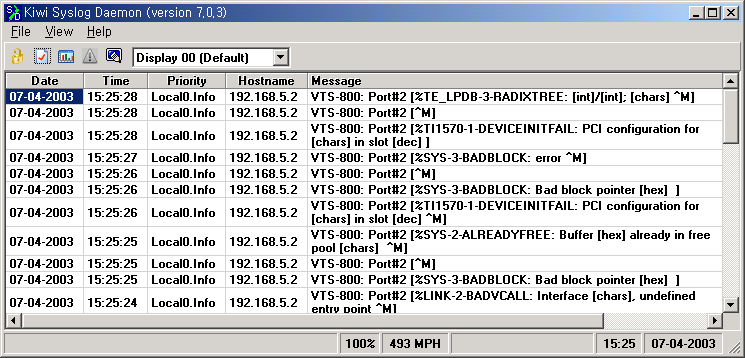 Kiwi Syslog Daemon (version 7,0,3)
File View Help
Display 00 (Default)
Date Time Priority Hostname Message
07-04-2003 15:25:28 Local0.Info 192.168.5.2 VTS-800: Port#2 [%TE_LPDB-3-RADIXTREE: [int]/[int]; [chars] ^M]
07-04-2003 15:25:28 Local0.Info 192.168.5.2 VTS-800: Port#2 [^M]
07-04-2003 15:25:28 Local0.Info 192.168.5.2 VTS-800: Port#2 [%TI1570-1-DEVICEINITFAIL: PCI configuration for
[chars] in slot [dec] ]
07-04-2003 15:25:27 Local0.Info 192.168.5.2 VTS-800: Port#2 [%SYS-3-BADBLOCK: error ^M]
07-04-2003 15:25:26 Local0.Info 192.168.5.2 VTS-800: Port#2 [^M]
07-04-2003 15:25:26 Local0.Info 192.168.5.2 VTS-800: Port#2 [%SYS-3-BADBLOCK: Bad block pointer [hex]  ]
07-04-2003 15:25:26 Local0.Info 192.168.5.2 VTS-800: Port#2 [%TI1570-1-DEVICEINITFAIL: PCI configuration for
[chars] in slot [dec] ^M]
07-04-2003 15:25:25 Local0.Info 192.168.5.2 VTS-800: Port#2 [%SYS-2-ALREADYFREE: Buffer [hex] already in free
pool [chars]  ^M]
07-04-2003 15:25:25 Local0.Info 192.168.5.2 VTS-800: Port#2 [^M]
07-04-2003 15:25:25 Local0.Info 192.168.5.2 VTS-800: Port#2 [%SYS-3-BADBLOCK: Bad block pointer [hex]  ]
07-04-2003 15:25:24 Local0.Info 192.168.5.2 VTS-800: Port#2 [%LINK-2-BADVCALL: Interface [chars], undefined
entry point ^M]
100% 493 MPH 15:25 07-04-2003